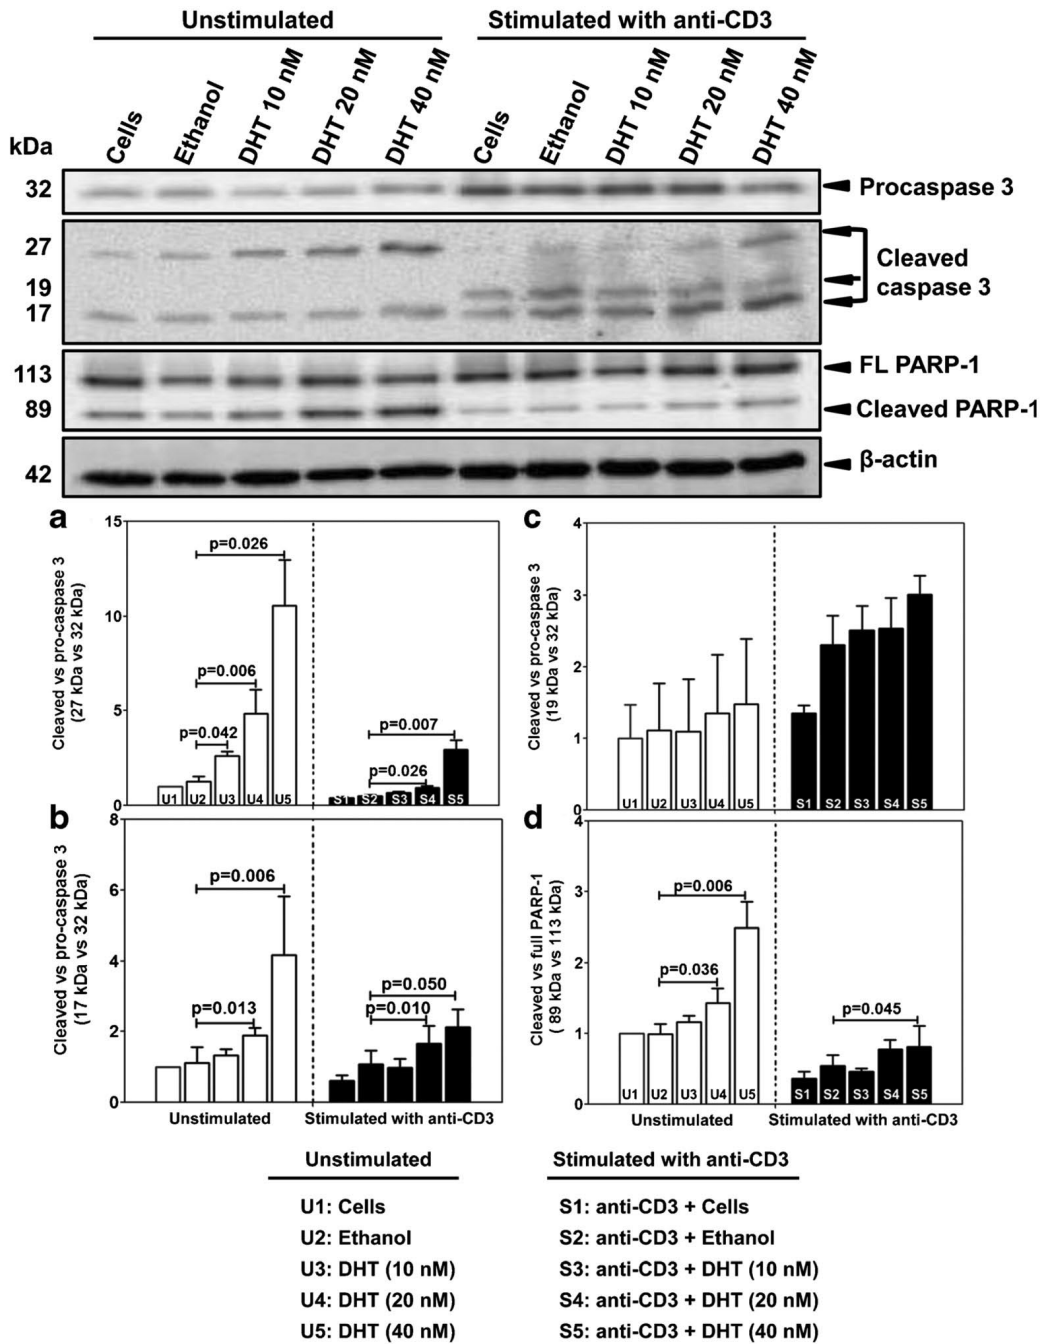 Unstimulated
Stimulated with anti-CD3
Cells
Ethanol
DHT 10 nM
DHT 20 nM
DHT 40 nM
Cells
Ethanol
DHT 10 nM
DHT 20 nM
DHT 40 nM
kDa
32
Procaspase 3
27
19
17
Cleaved
caspase 3
113
FL PARP-1
89
Cleaved PARP-1
42
β-actin
a
Cleaved vs pro-caspase 3
(27 kDa vs 32 kDa)
15
10
5
0
p=0.026
p=0.006
p=0.042
p=0.007
p=0.026
U1
U2
U3
U4
U5
S1
S2
S3
S4
S5
c
Cleaved vs pro-caspase 3
(19 kDa vs 32 kDa)
4
3
2
1
0
U1
U2
U3
U4
U5
S1
S2
S3
S4
S5
b
Cleaved vs pro-caspase 3
(17 kDa vs 32 kDa)
8
6
4
2
0
p=0.006
p=0.013
p=0.050
p=0.010
Unstimulated
Stimulated with anti-CD3
d
Cleaved vs full PARP-1
( 89 kDa vs 113 kDa)
4
3
2
1
0
p=0.006
p=0.036
p=0.045
U1
U2
U3
U4
U5
S1
S2
S3
S4
S5
Unstimulated
Stimulated with anti-CD3
Unstimulated
U1: Cells
U2: Ethanol
U3: DHT (10 nM)
U4: DHT (20 nM)
U5: DHT (40 nM)
Stimulated with anti-CD3
S1: anti-CD3 + Cells
S2: anti-CD3 + Ethanol
S3: anti-CD3 + DHT (10 nM)
S4: anti-CD3 + DHT (20 nM)
S5: anti-CD3 + DHT (40 nM)